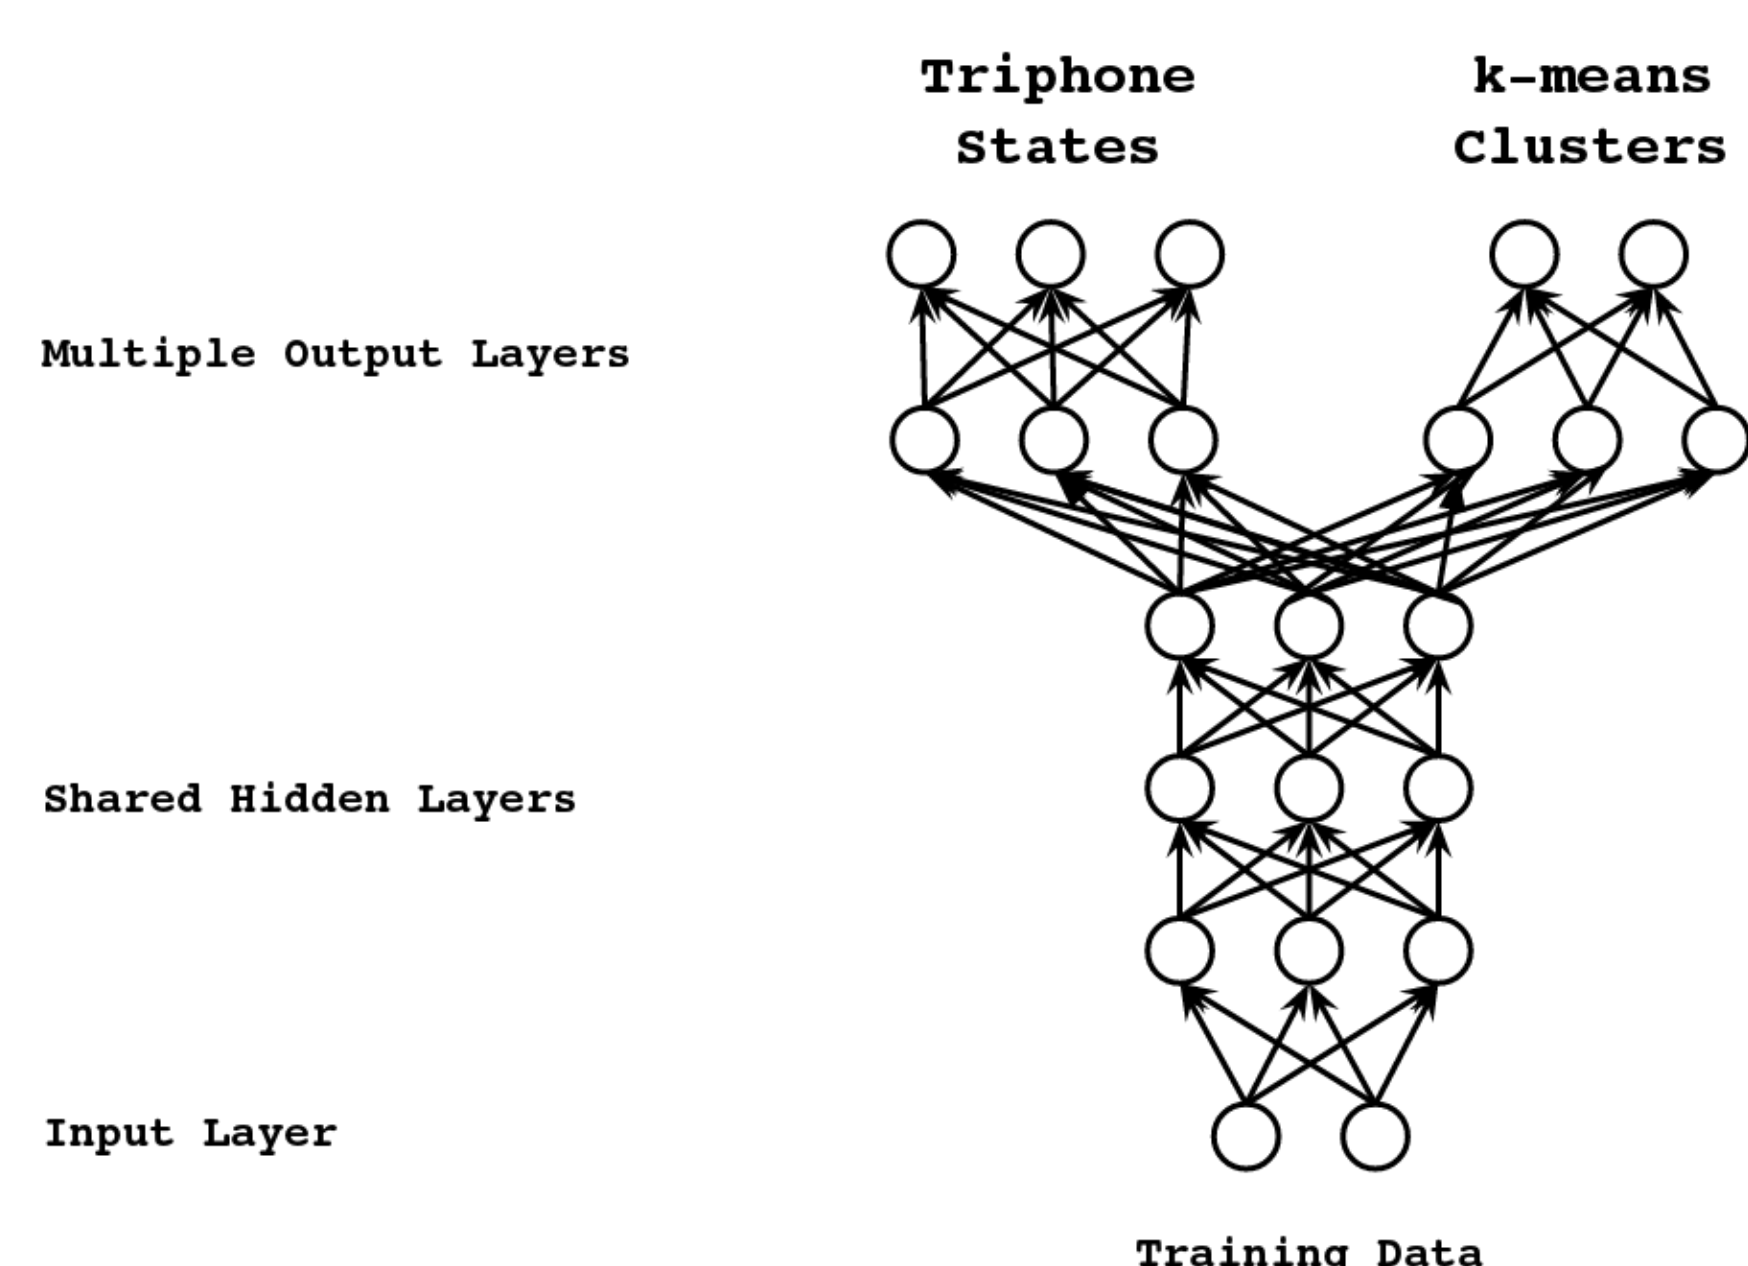 Triphone
States
k-means
Clusters
Multiple Output Layers
Shared Hidden Layers
Input Layer
Training Data